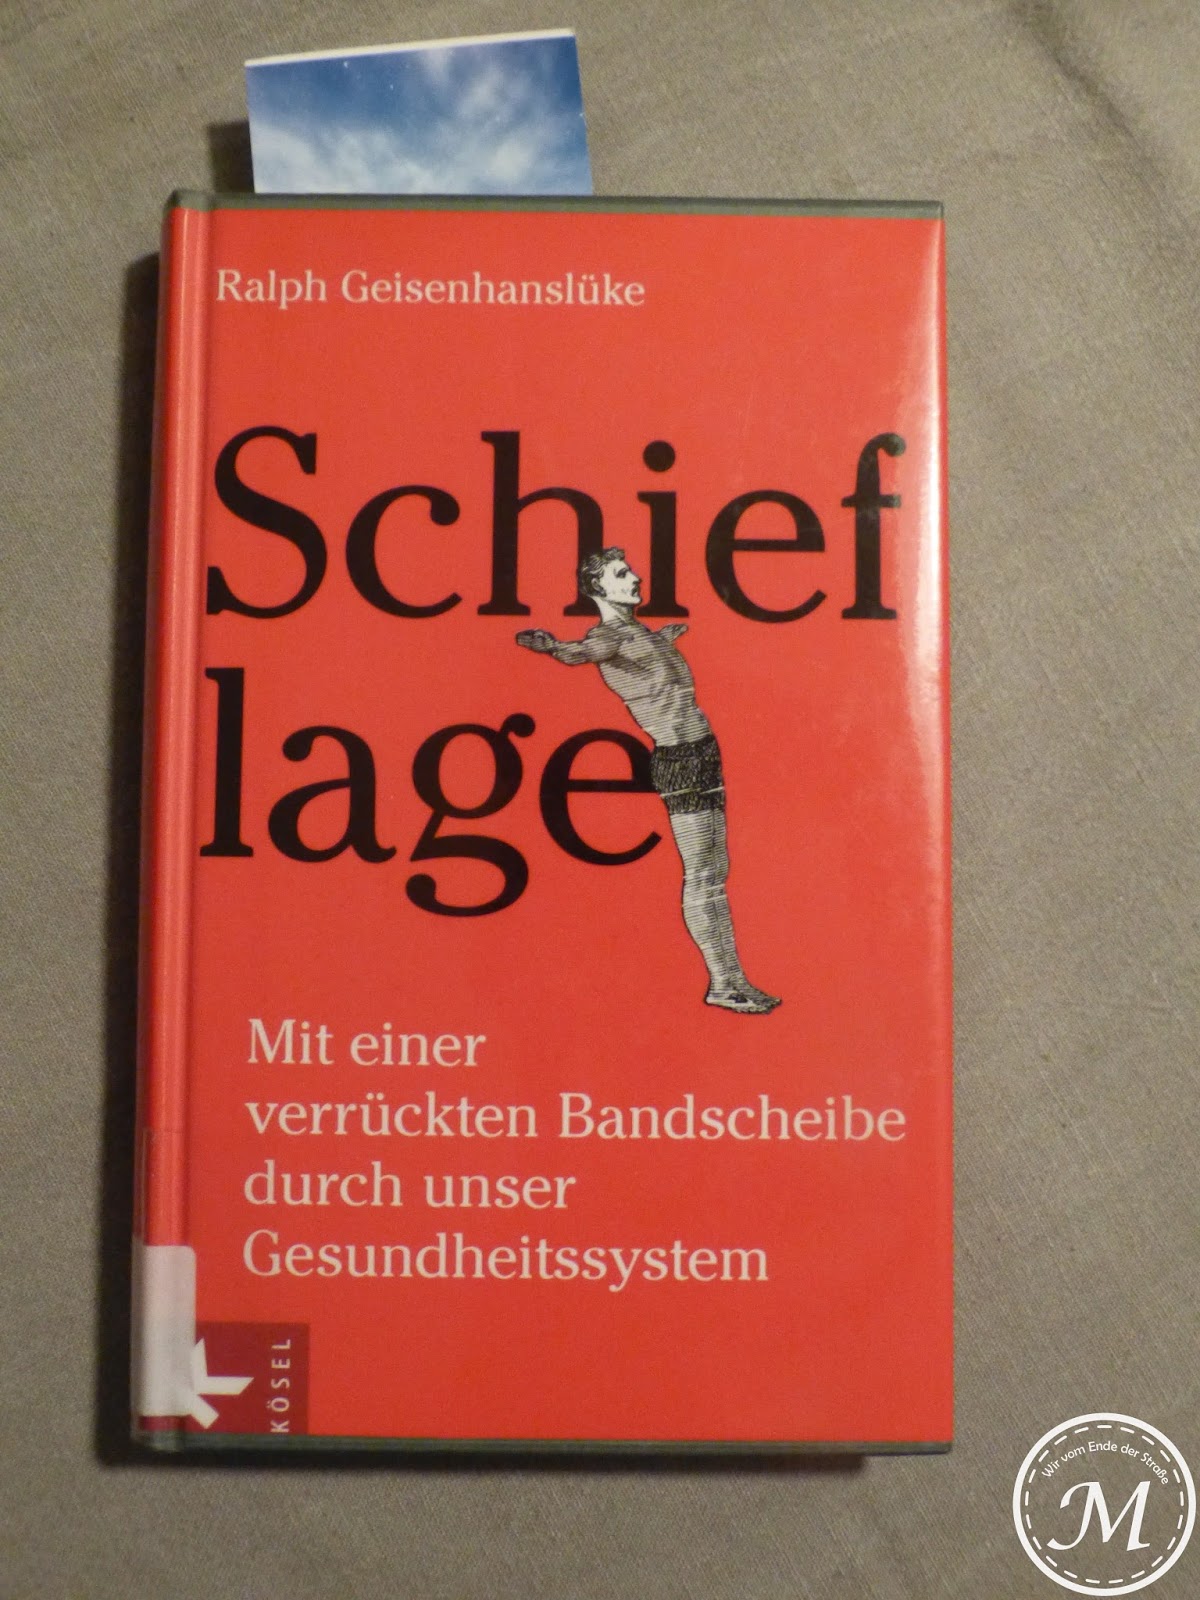 Ralph Geisenhanslüke
Schief
lage
Mit einer
verrückten Bandscheibe
durch unser
Gesundheitssystem
KÖSEL
Wir vom Ende der Straße
M